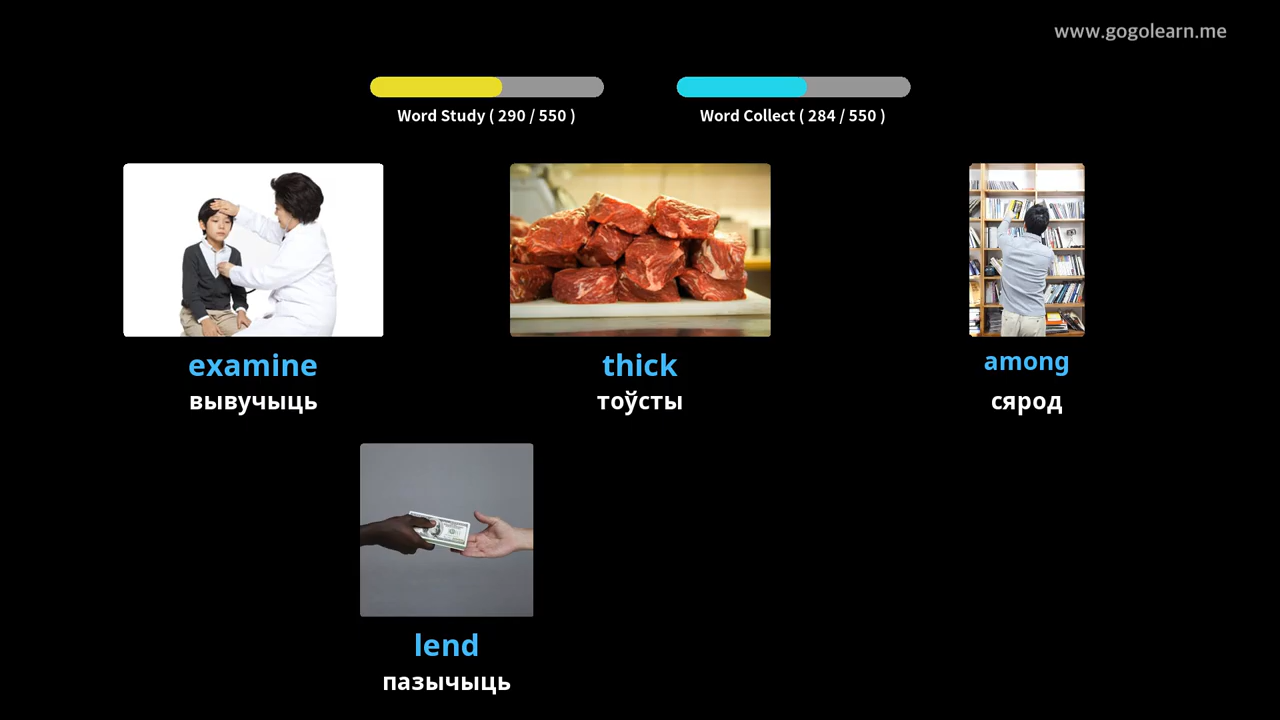 www.gogolearn.me
Word Study ( 290 / 550 )
Word Collect ( 284 / 550 )
examine
вывучыць
thick
тоўсты
among
сярод
lend
пазычыць